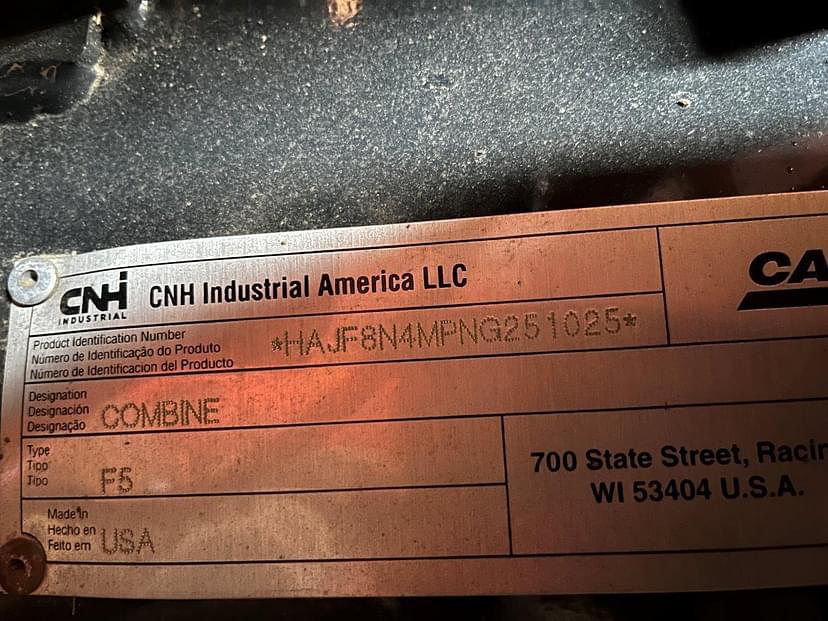 CNH
INDUSTRIAL
CNH Industrial America LLC
CA
Product Identification Number
Número de Identificação do Produto
Número de Identificacion del Producto
*HAJF8N4MPNG251025*
Designation
Designación
Designação
COMBINE
Type
Tipo
Tipo
F5
700 State Street, Racin
WI 53404 U.S.A.
Made in
Hecho en
Feito em
USA